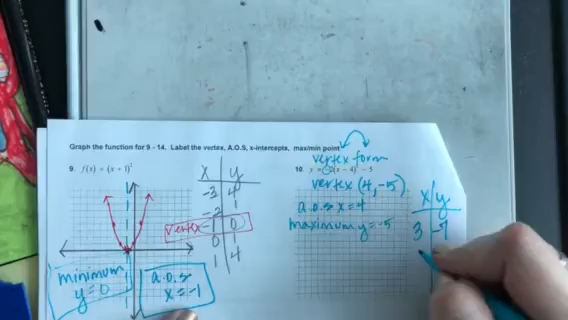 Graph the function for 9 - 14. Label the vertex, A.O.S, x-intercepts, max/min point
9. f(x) = (x + 1)²
x y
-3 4
-2 1
vertex -1 0
0 1
1 4
minimum
y = 0
a.o.s
x = -1
vertex form
10. (x - 4)² - 5
vertex (4, -5)
a.o.s x = 4
maximum y = -5
x y
3 -7